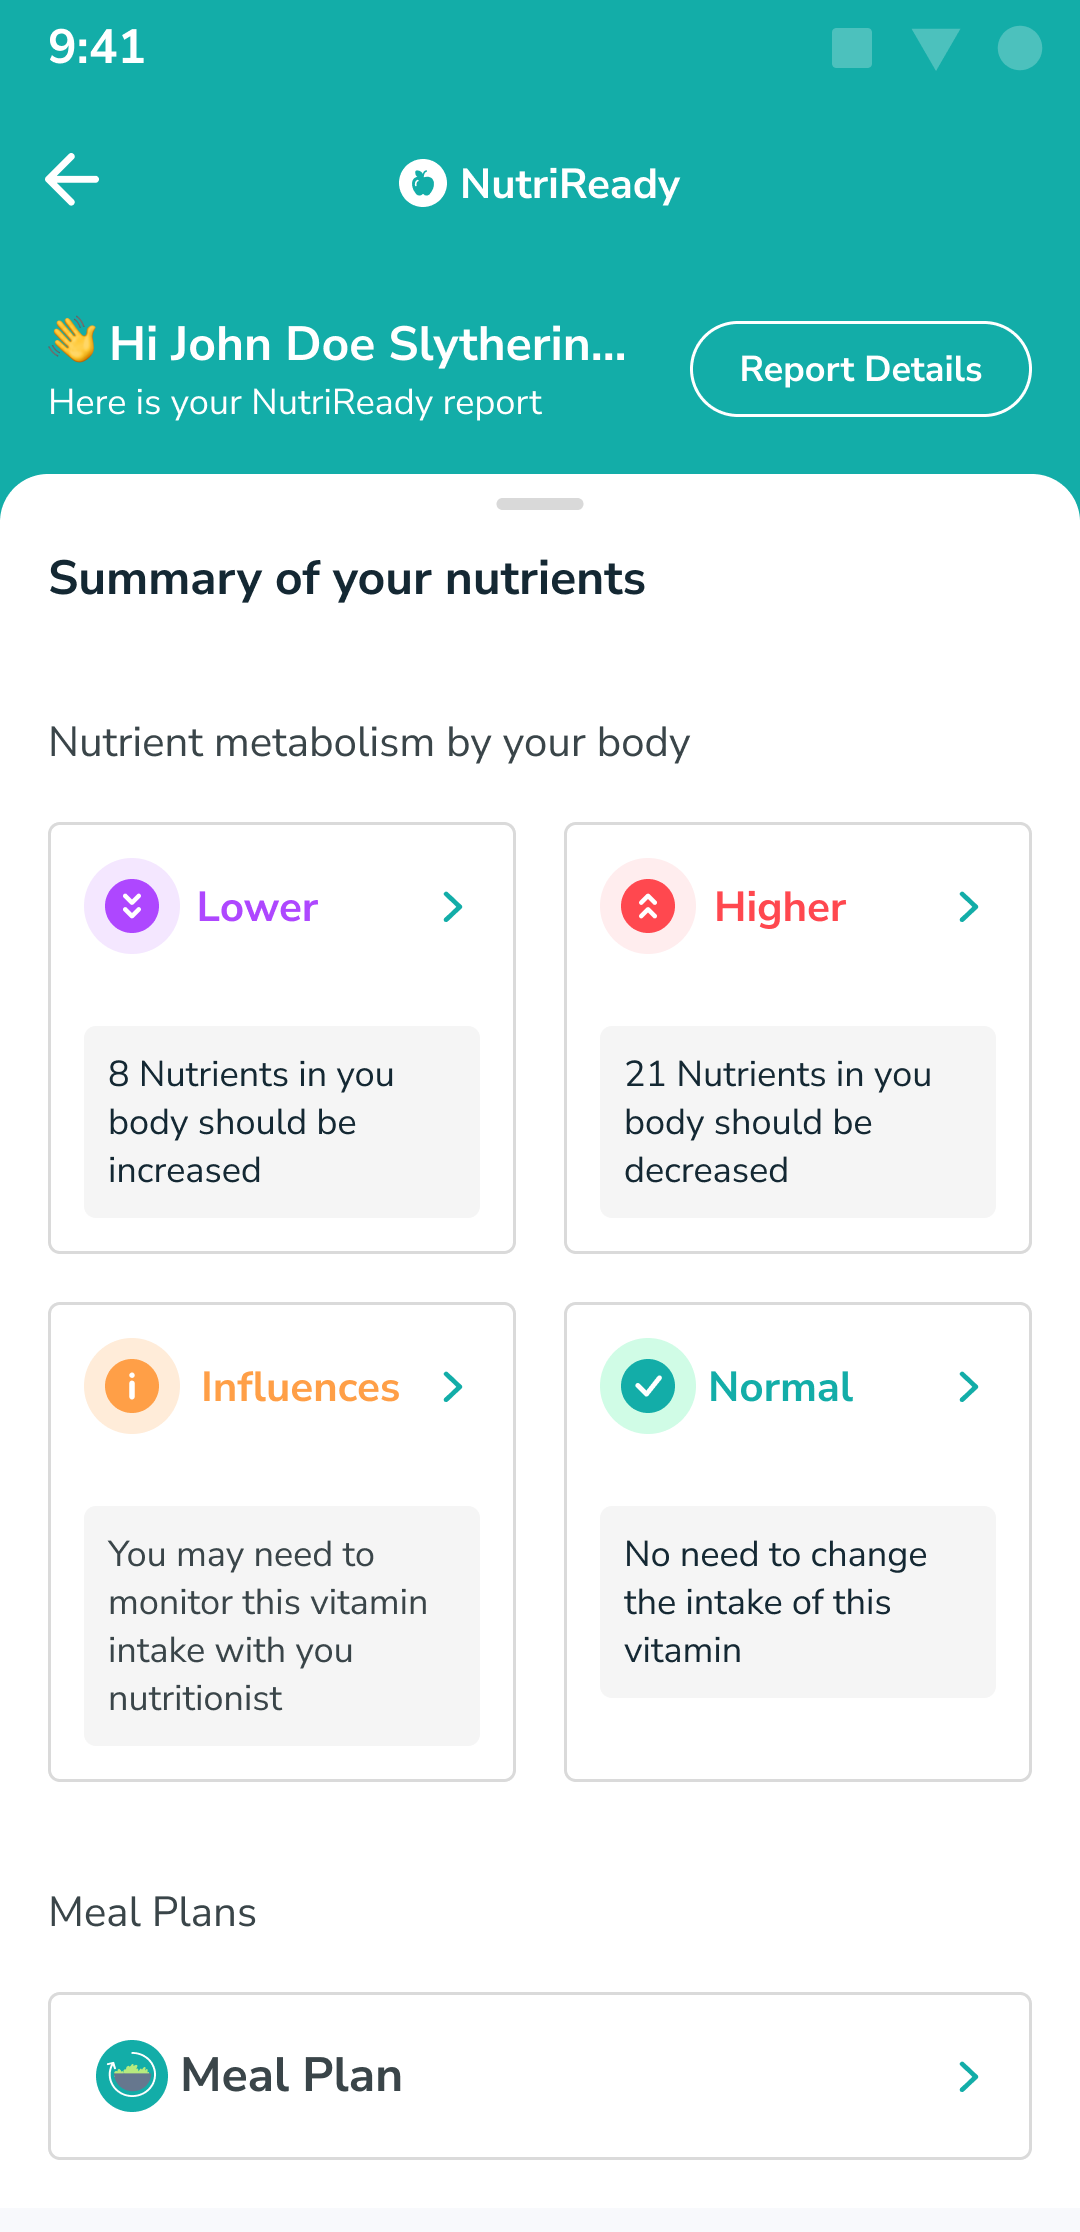 9:41
NutriReady
👋 Hi John Doe Slytherin...
Here is your NutriReady report
Report Details
Summary of your nutrients
Nutrient metabolism by your body
Lower
8 Nutrients in you
body should be
increased
Higher
21 Nutrients in you
body should be
decreased
Influences
You may need to
monitor this vitamin
intake with you
nutritionist
Normal
No need to change
the intake of this
vitamin
Meal Plans
Meal Plan